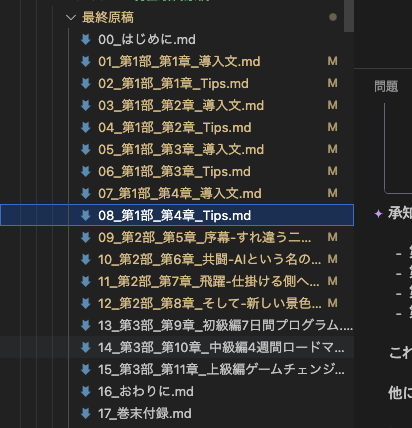 最終原稿
00_はじめに.md
01_第1部_第1章_導入文.md M
02_第1部_第1章_Tips.md M
03_第1部_第2章_導入文.md M
04_第1部_第2章_Tips.md M
05_第1部_第3章_導入文.md M
06_第1部_第3章_Tips.md M
07_第1部_第4章_導入文.md M
08_第1部_第4章_Tips.md
09_第2部_第5章_序幕-すれ違う二... M
10_第2部_第6章_共闘-AIという名の... M
11_第2部_第7章_飛躍-仕掛ける側へ... M
12_第2部_第8章_そして-新しい景色... M
13_第3部_第9章_初級編7日間プログラム....
14_第3部_第10章_中級編4週間ロードマ...
15_第3部_第11章_上級編ゲームチェンジ...
16_おわりに.md
17_巻末付録.md
問題
承知
-
-
-
-
これ
他に